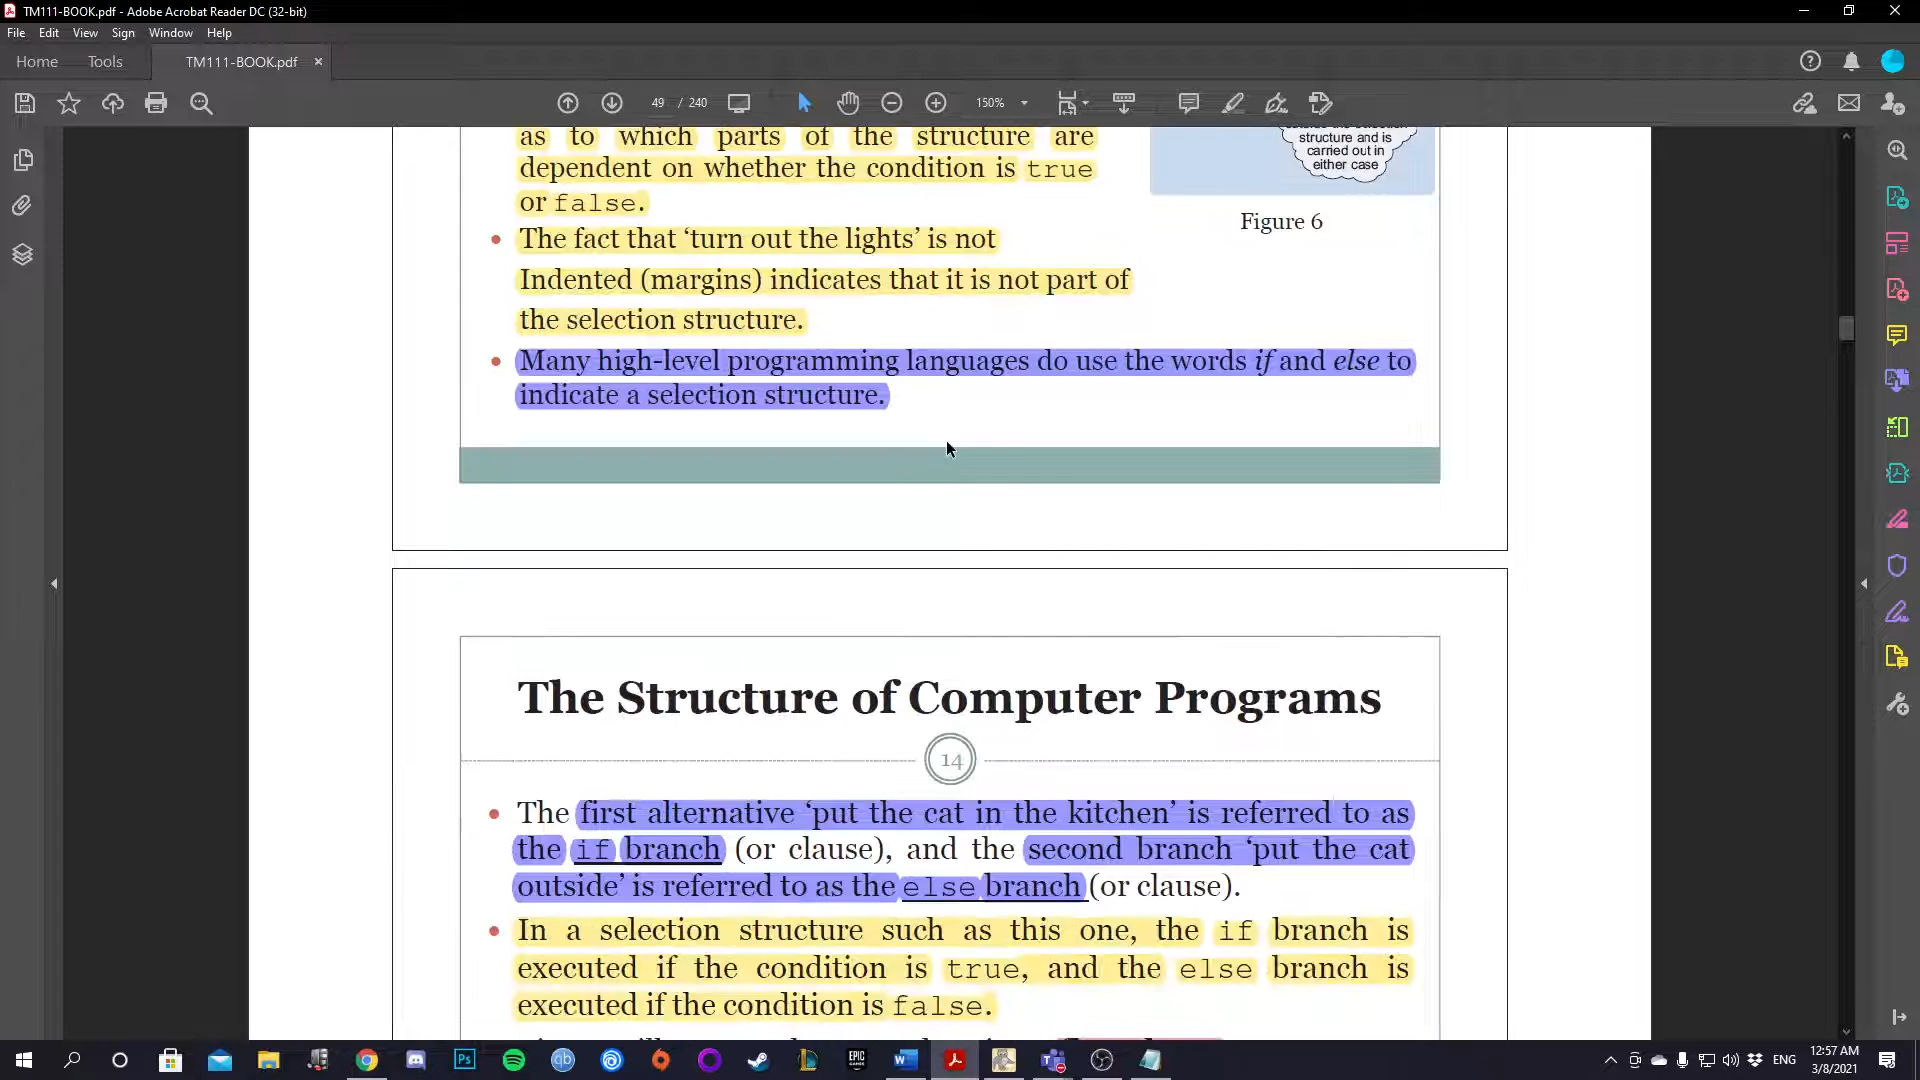 TM111-BOOK.pdf - Adobe Acrobat Reader DC (32-bit)
File Edit View Sign Window Help
Home Tools TM111-BOOK.pdf
49 / 240 150%
as to which parts of the structure are
dependent on whether the condition is true
or false.
structure and is
carried out in
either case
Figure 6
• The fact that ‘turn out the lights’ is not
Indented (margins) indicates that it is not part of
the selection structure.
• Many high-level programming languages do use the words if and else to
indicate a selection structure.
The Structure of Computer Programs
14
• The first alternative ‘put the cat in the kitchen’ is referred to as
the if branch (or clause), and the second branch ‘put the cat
outside’ is referred to as the else branch (or clause).
• In a selection structure such as this one, the if branch is
executed if the condition is true, and the else branch is
executed if the condition is false.
ENG
12:57 AM
3/8/2021